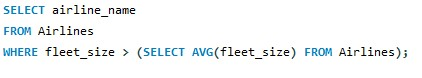 SELECT airline_name
FROM Airlines
WHERE fleet_size > (SELECT AVG(fleet_size) FROM Airlines);